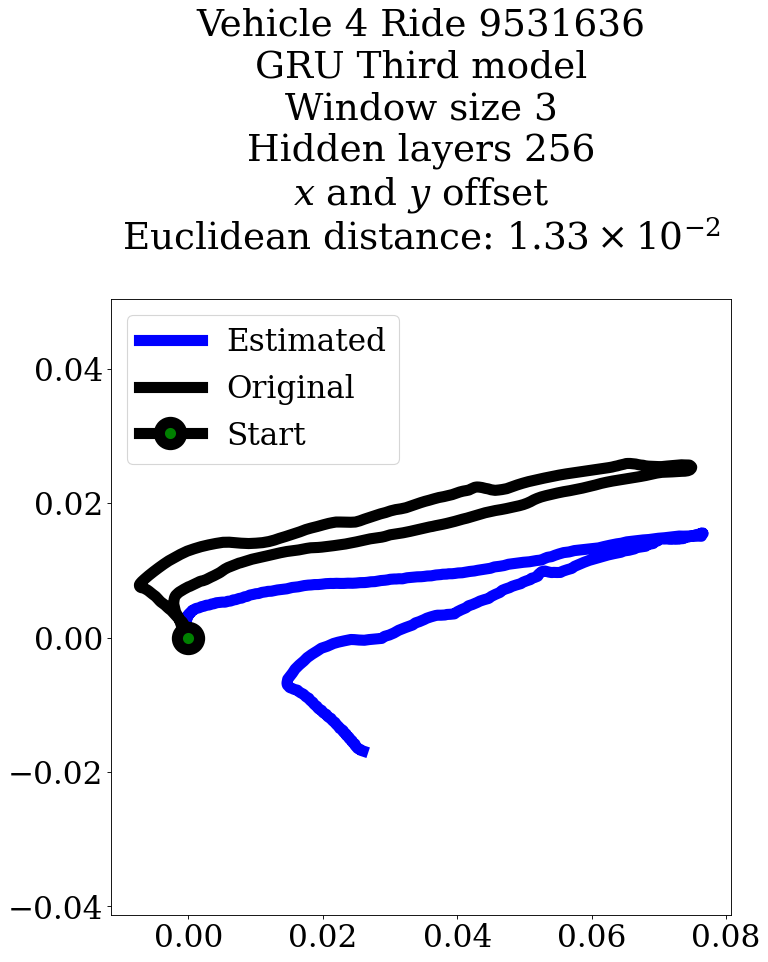 Vehicle 4 Ride 9531636
GRU Third model
Window size 3
Hidden layers 256
x and y offset
Euclidean distance: 1.33 × 10⁻²
Estimated
Original
Start
0.04
0.02
0.00
−0.02
−0.04
0.00 0.02 0.04 0.06 0.08